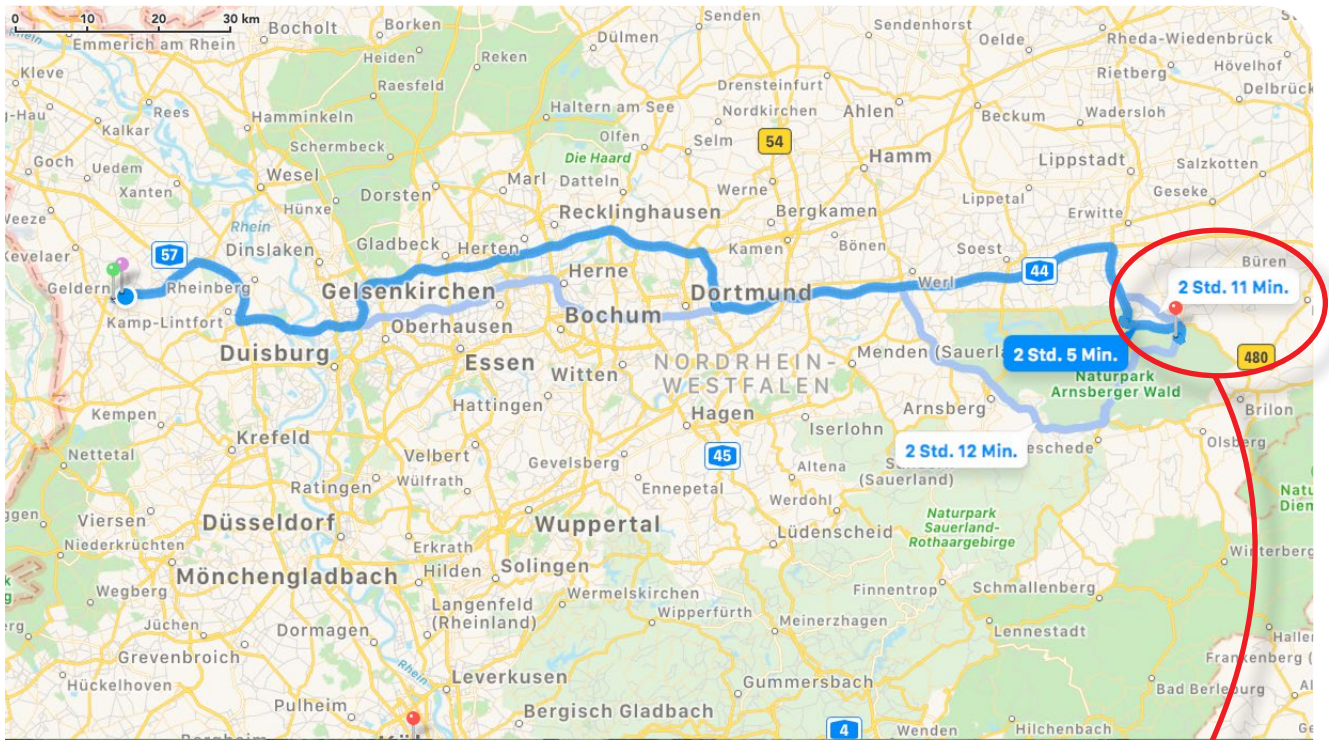 0 10 20 30 km
Emmerich am Rhein
Bocholt
Borken
Senden
Sendenhorst
Oelde
Rheda-Wiedenbrück
Dülmen
Heiden
Reken
Raesfeld
Kleve
Rees
Kalkar
Hamminkeln
Haltern am See
Drensteinfurt
Nordkirchen
Ahlen
Beckum
Wadersloh
Rietberg
Hövelhof
Delbrück
Goch
Uedem
Xanten
Wesel
Schermbeck
Olfen
Selm
54
Die Haard
Hamm
Lippstadt
Salzkotten
Geseke
Dorsten
Marl
Datteln
Werne
Lippetal
Erwitte
Hünxe
Rhein
Recklinghausen
Bergkamen
57
Dinslaken
Gladbeck
Herten
Kamen
Bönen
Soest
Büren
Geldern
Rheinberg
Herne
Werl
44
2 Std. 11 Min.
Gelsenkirchen
Dortmund
Kamp-Lintfort
Oberhausen
Bochum
Duisburg
Essen
Witten
NORDRHEIN-
WESTFALEN
Menden
2 Std. 5 Min.
480
Naturpark
Arnsberger Wald
Hattingen
Hagen
Arnsberg
Brilon
Kempen
Krefeld
Iserlohn
Olsberg
Nettetal
Velbert
Gevelsberg
45
2 Std. 12 Min.
eschede
Ratingen
Wülfrath
Altena
(Sauerland)
Ennepetal
Werdohl
Viersen
Düsseldorf
Wuppertal
Lüdenscheid
Naturpark
Sauerland-
Rothaargebirge
Niederkrüchten
Erkrath
Winterberg
Mönchengladbach
Hilden
Solingen
Wegberg
Langenfeld
(Rheinland)
Wermelskirchen
Finnentrop
Schmallenberg
Jüchen
Dormagen
Wipperfürth
Meinerzhagen
Lennestadt
Grevenbroich
Rhein
Frankenberg
Hückelhoven
Leverkusen
Gummersbach
Bad Berleburg
Pulheim
Bergisch Gladbach
4
Wenden
Hilchenbach